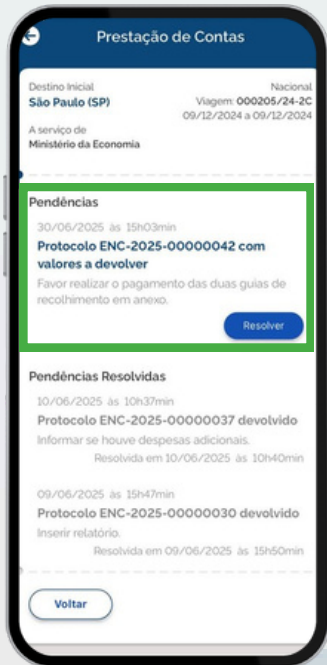 Prestação de Contas
Destino Inicial
São Paulo (SP)
Nacional
Viagem: 000205/24-2C
09/12/2024 a 09/12/2024
A serviço de
Ministério da Economia
Pendências
30/06/2025 às 15h03min
Protocolo ENC-2025-00000042 com
valores a devolver
Favor realizar o pagamento das duas guias de
recolhimento em anexo.
Resolver
Pendências Resolvidas
10/06/2025 às 10h37min
Protocolo ENC-2025-00000037 devolvido
Informar se houve despesas adicionais.
Resolvida em 10/06/2025 às 10h40min
09/06/2025 às 15h47min
Protocolo ENC-2025-00000030 devolvido
Inserir relatório.
Resolvida em 09/06/2025 às 15h50min
Voltar